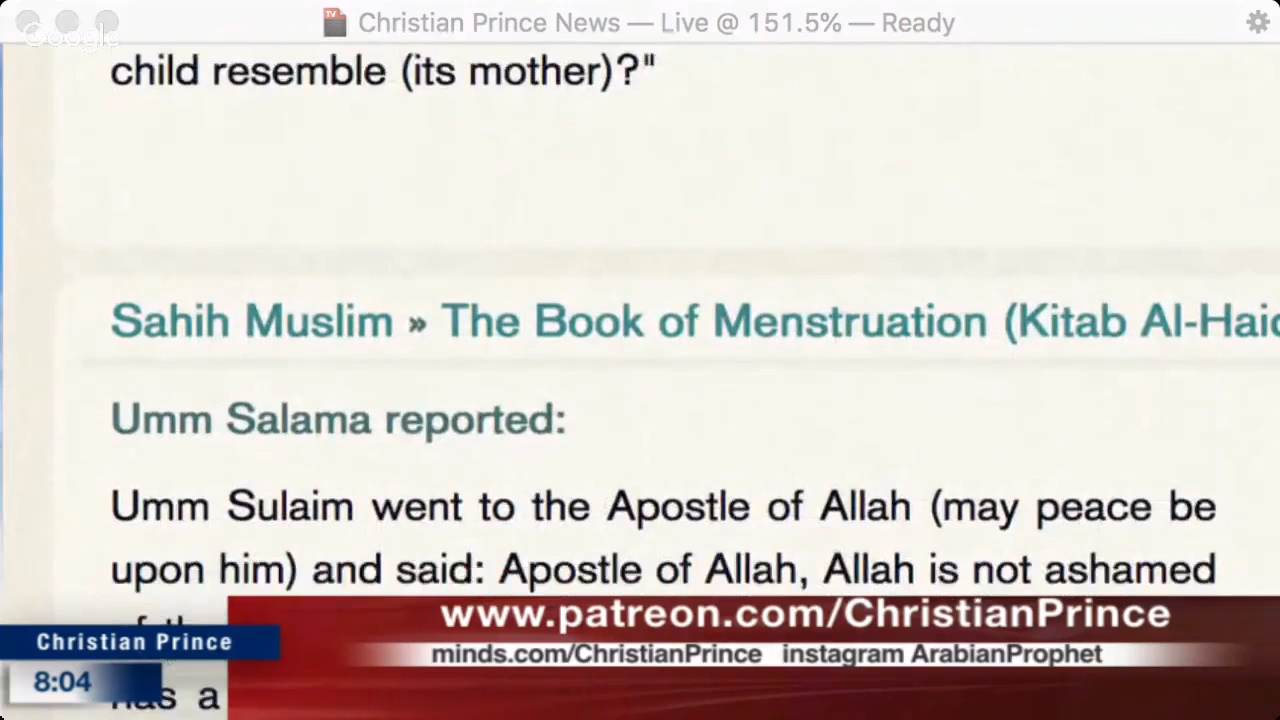 Christian Prince News — Live @ 151.5% — Ready
Google
child resemble (its mother)?"
Sahih Muslim » The Book of Menstruation (Kitab Al-Haid
Umm Salama reported:
Umm Sulaim went to the Apostle of Allah (may peace be
upon him) and said: Apostle of Allah, Allah is not ashamed
has a
www.patreon.com/ChristianPrince
Christian Prince
minds.com/ChristianPrince instagram ArabianProphet
8:04